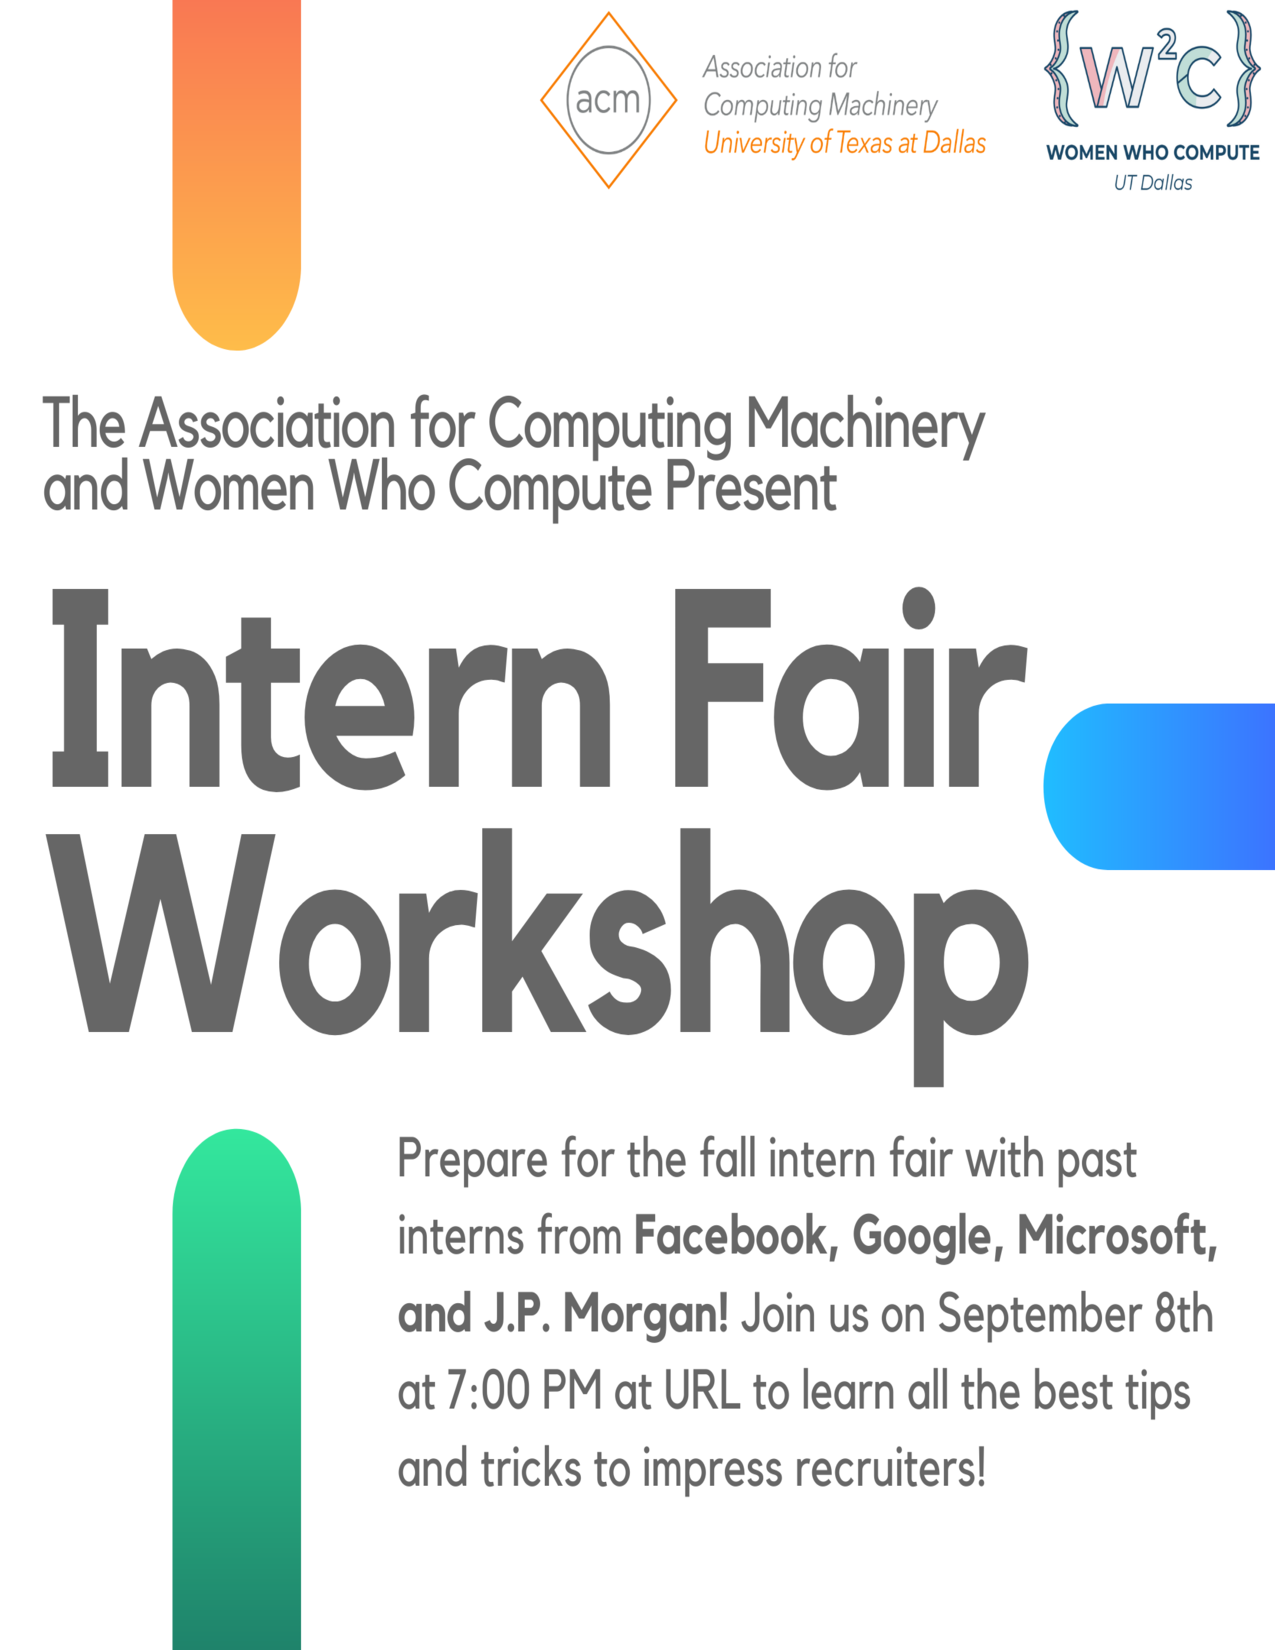 acm
Association for
Computing Machinery
University of Texas at Dallas
{W²C}
WOMEN WHO COMPUTE
UT Dallas
The Association for Computing Machinery
and Women Who Compute Present
Intern Fair
Workshop
Prepare for the fall intern fair with past
interns from Facebook, Google, Microsoft,
and J.P. Morgan! Join us on September 8th
at 7:00 PM at URL to learn all the best tips
and tricks to impress recruiters!